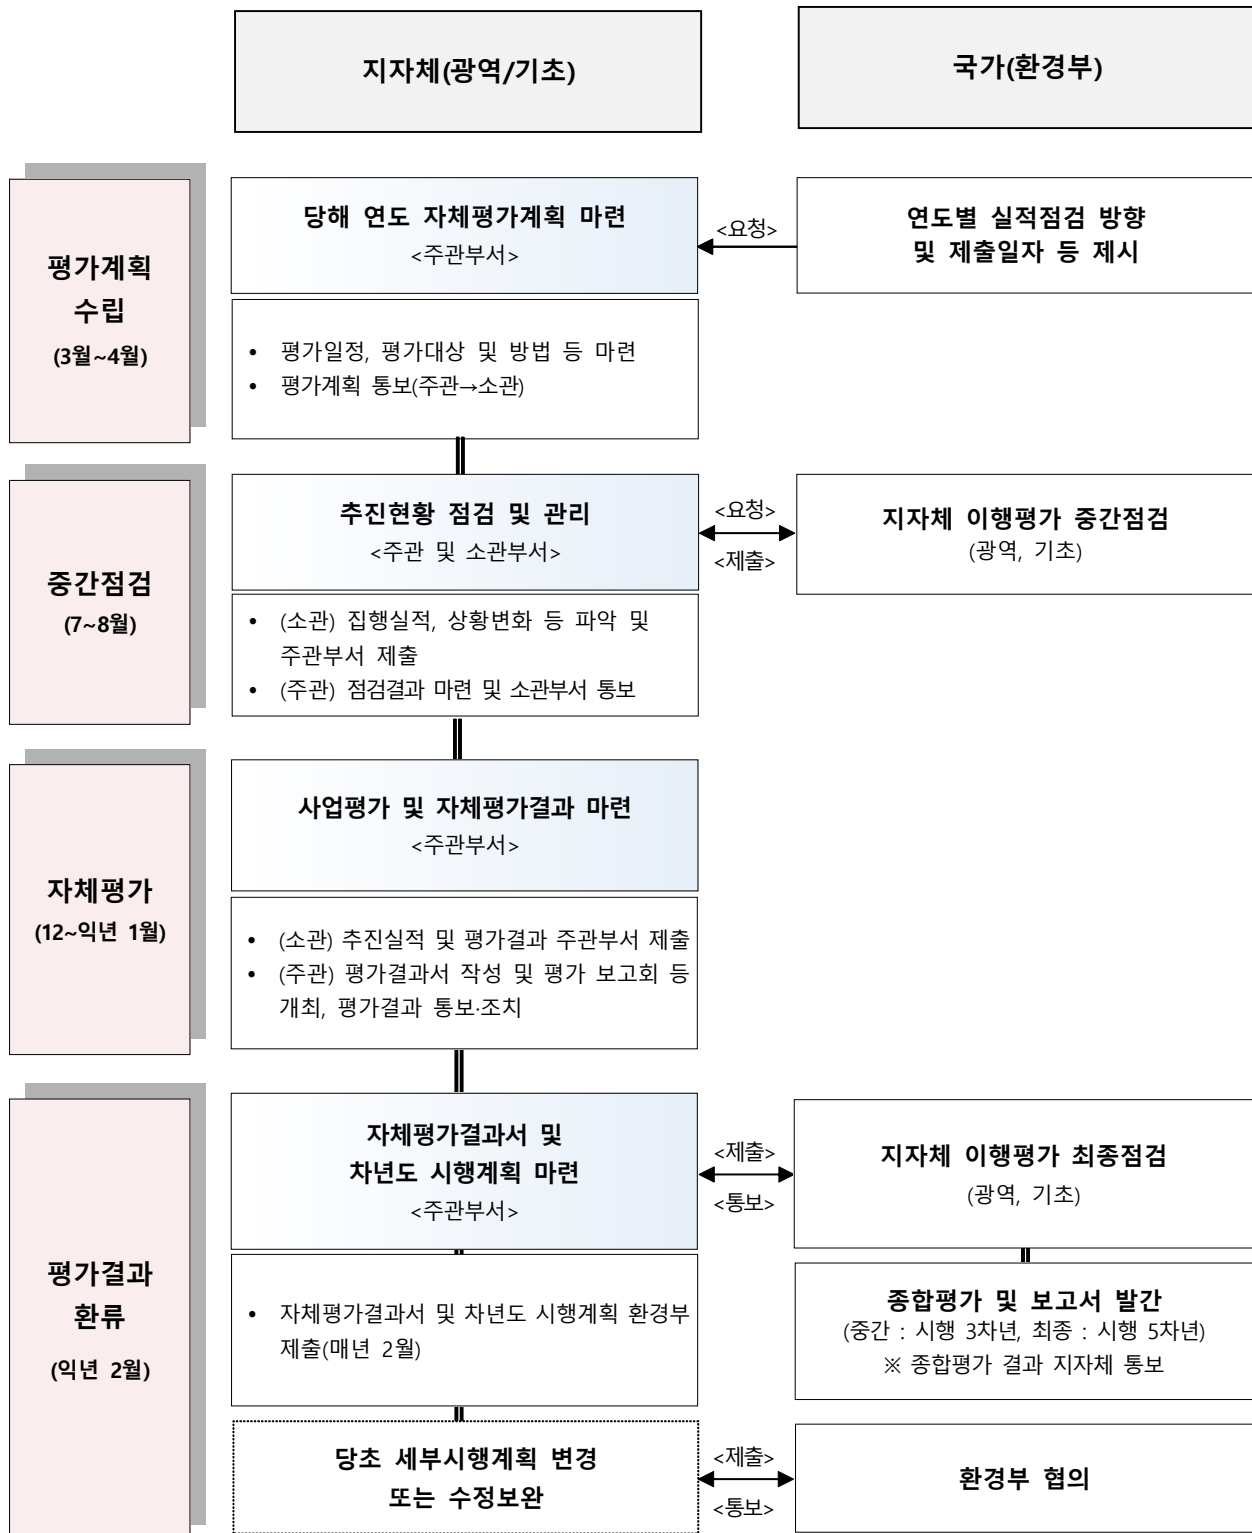 지자체(광역/기초)
국가(환경부)
평가계획
수립
(3월~4월)
당해 연도 자체평가계획 마련
<주관부서>
<요청>
연도별 실적점검 방향
및 제출일자 등 제시
• 평가일정, 평가대상 및 방법 등 마련
• 평가계획 통보(주관→소관)
중간점검
(7~8월)
추진현황 점검 및 관리
<주관 및 소관부서>
<요청>
<제출>
지자체 이행평가 중간점검
(광역, 기초)
• (소관) 집행실적, 상황변화 등 파악 및
주관부서 제출
• (주관) 점검결과 마련 및 소관부서 통보
자체평가
(12~익년 1월)
사업평가 및 자체평가결과 마련
<주관부서>
• (소관) 추진실적 및 평가결과 주관부서 제출
• (주관) 평가결과서 작성 및 평가 보고회 등
개최, 평가결과 통보·조치
평가결과
환류
(익년 2월)
자체평가결과서 및
차년도 시행계획 마련
<주관부서>
<제출>
<통보>
지자체 이행평가 최종점검
(광역, 기초)
• 자체평가결과서 및 차년도 시행계획 환경부
제출(매년 2월)
종합평가 및 보고서 발간
(중간 : 시행 3차년, 최종 : 시행 5차년)
※ 종합평가 결과 지자체 통보
당초 세부시행계획 변경
또는 수정보완
<제출>
<통보>
환경부 협의